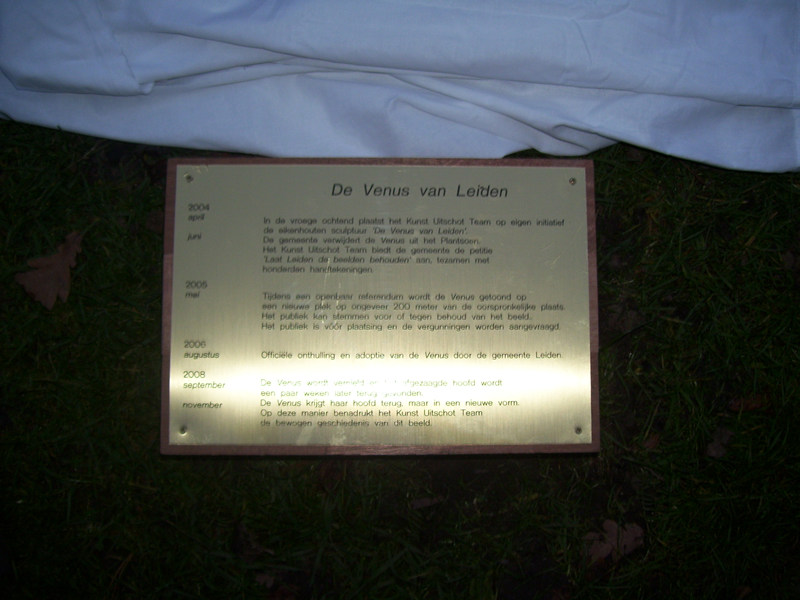 De Venus van Leiden
2004
april In de vroege ochtend plaatst het Kunst Uitschot Team op eigen initiatief
de eikenhouten sculptuur 'De Venus van Leiden'.
juni De gemeente verwijdert de Venus uit het Plantsoen.
Het Kunst Uitschot Team biedt de gemeente de petitie
'Laat Leiden de beelden behouden' aan, tezamen met
honderden handtekeningen.
2005
mei Tijdens een openbaar referendum wordt de Venus getoond op
een nieuwe plek op ongeveer 200 meter van de oorspronkelijke plaats.
Het publiek kan stemmen voor of tegen behoud van het beeld.
Het publiek is vóór plaatsing en de vergunningen worden aangevraagd.
2006
augustus Officiële onthulling en adoptie van de Venus door de gemeente Leiden.
2008
september De Venus wordt vernield afgezaagde hoofd wordt
een paar weken later terug gevonden.
november De Venus krijgt haar hoofd terug, maar in een nieuwe vorm.
Op deze manier benadrukt het Kunst Uitschot Team
de bewogen geschiedenis van dit beeld.